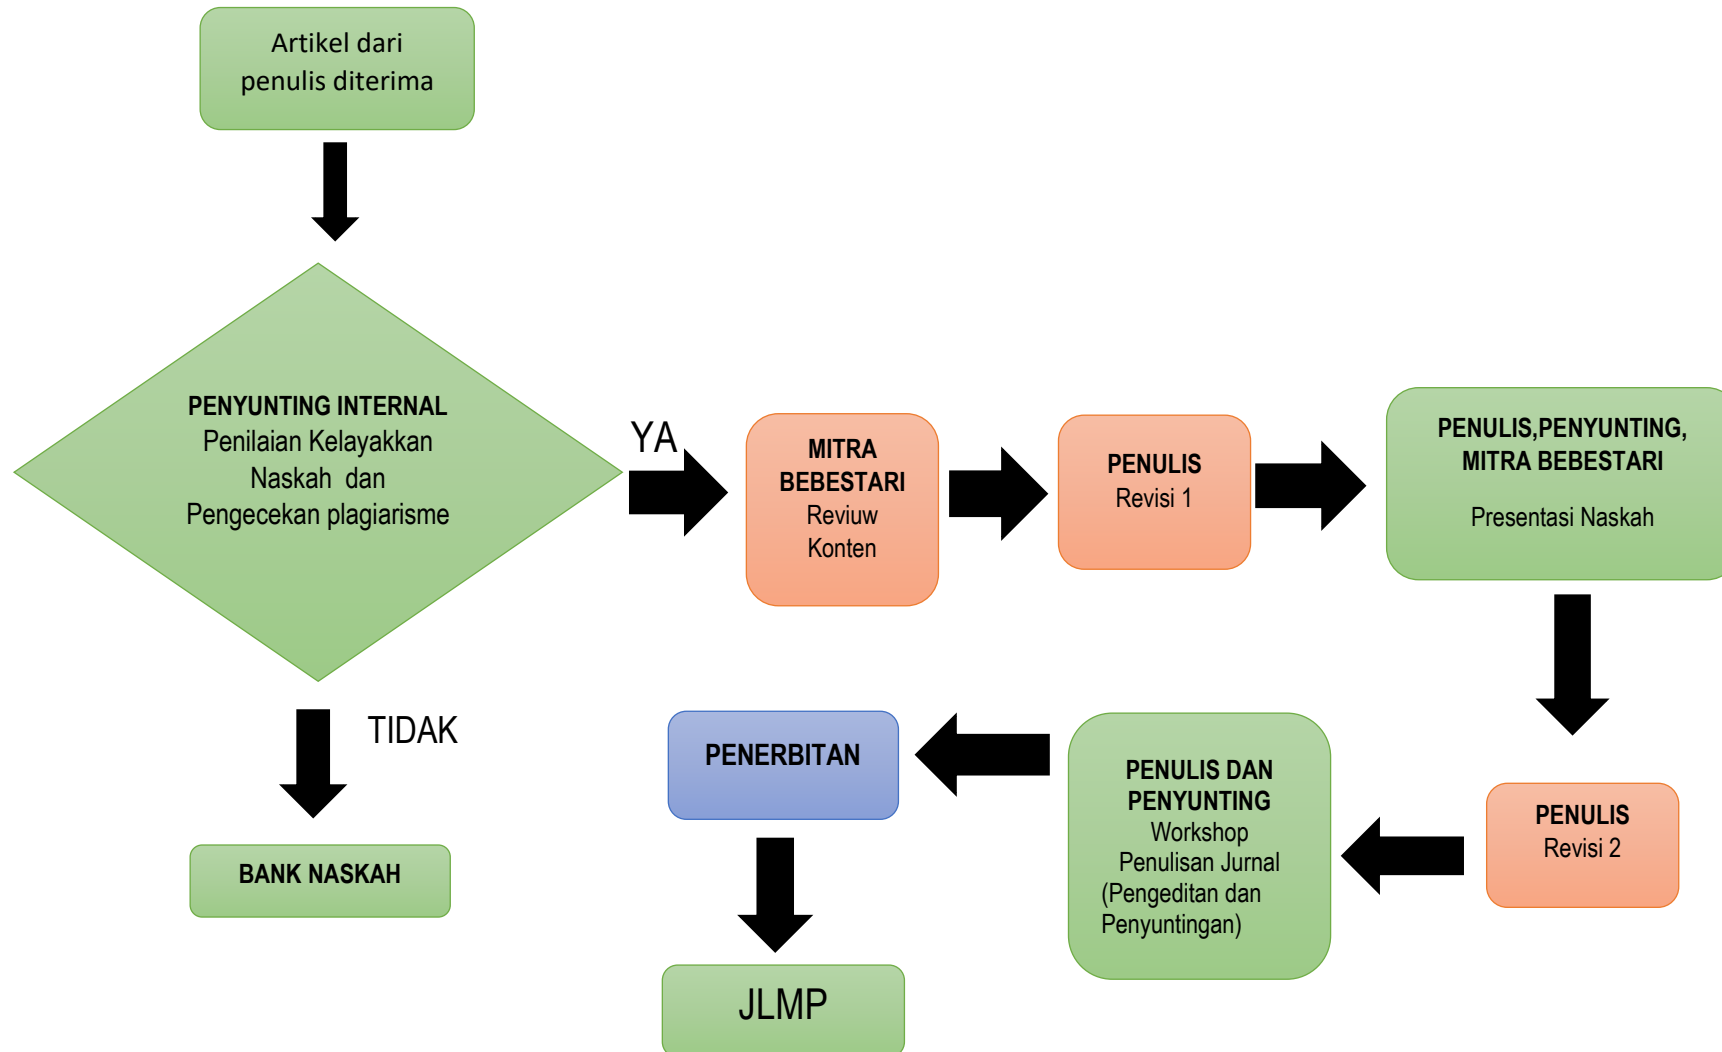 Artikel dari
penulis diterima
PENYUNTING INTERNAL
Penilaian Kelayakkan
Naskah dan
Pengecekan plagiarisme
YA
MITRA
BEBESTARI
Reviuw
Konten
PENULIS
Revisi 1
PENULIS,PENYUNTING,
MITRA BEBESTARI
Presentasi Naskah
TIDAK
BANK NASKAH
PENULIS
Revisi 2
PENULIS DAN
PENYUNTING
Workshop
Penulisan Jurnal
(Pengeditan dan
Penyuntingan)
PENERBITAN
JLMP